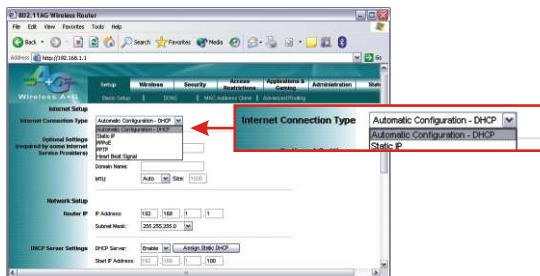 802.11AG Wireless Router
File Edit View Favorites Tools Help
Back Search Favorites Media
Address http://192.168.1.1 Go
Wireless A+G
Setup Wireless Security Access Restrictions Applications & Gaming Administration
Basic Setup DDNS MAC Address Clone Advanced Routing
Internet Setup
Internet Connection Type Automatic Configuration - DHCP
Automatic Configuration - DHCP
Static IP
PPPoE
PPTP
Heart Beat Signal
Optional Settings
(required by some Internet
Service Providers)
Domain Name:
MTU: Auto Size: 1500
Network Setup
Router IP IP Address: 192 . 168 . 1 . 1
Subnet Mask: 255.255.255.0
DHCP Server Settings DHCP Server: Enable Assign Static DHCP
Start IP Address: 192 . 168 . 1 . 100
Internet Connection Type Automatic Configuration - DHCP
Automatic Configuration - DHCP
Static IP